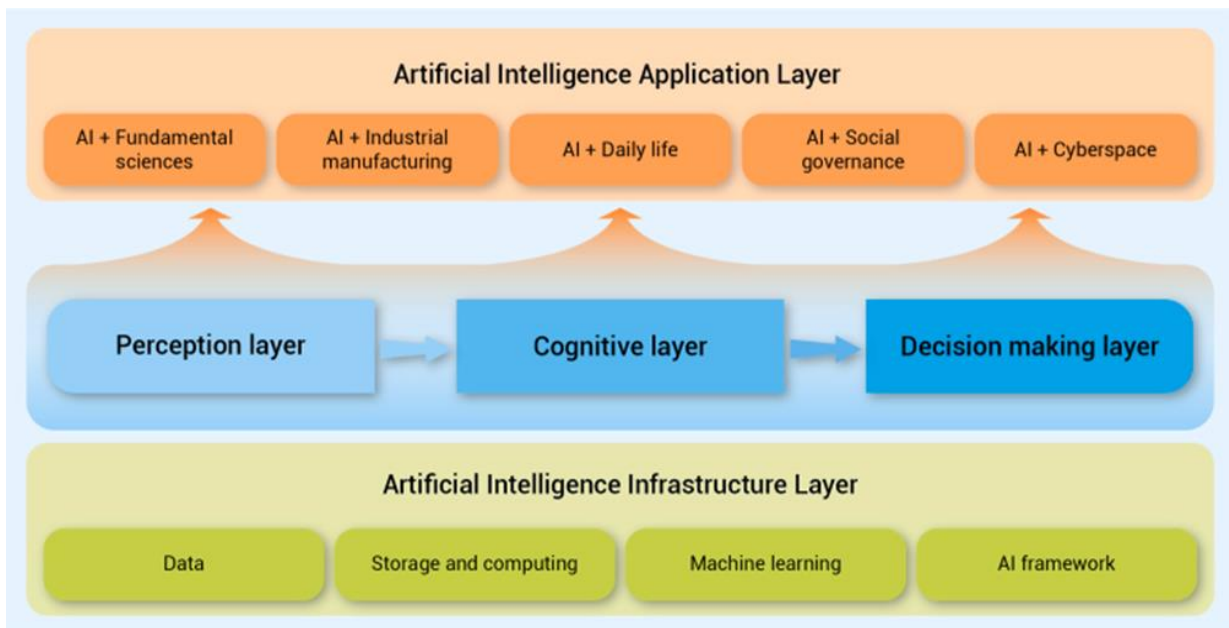 Artificial Intelligence Application Layer
AI + Fundamental
sciences
AI + Industrial
manufacturing
AI + Daily life
AI + Social
governance
AI + Cyberspace
Perception layer
Cognitive layer
Decision making layer
Artificial Intelligence Infrastructure Layer
Data
Storage and computing
Machine learning
AI framework